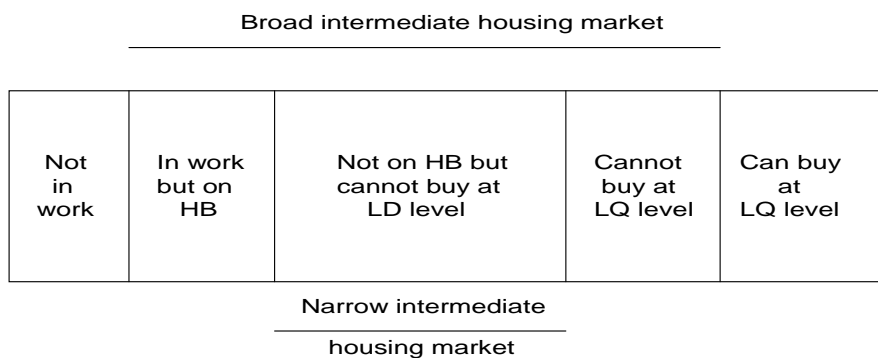 Broad intermediate housing market
Not
in
work
In work
but on
HB
Not on HB but
cannot buy at
LD level
Cannot
buy at
LQ level
Can buy
at
LQ level
Narrow intermediate
housing market